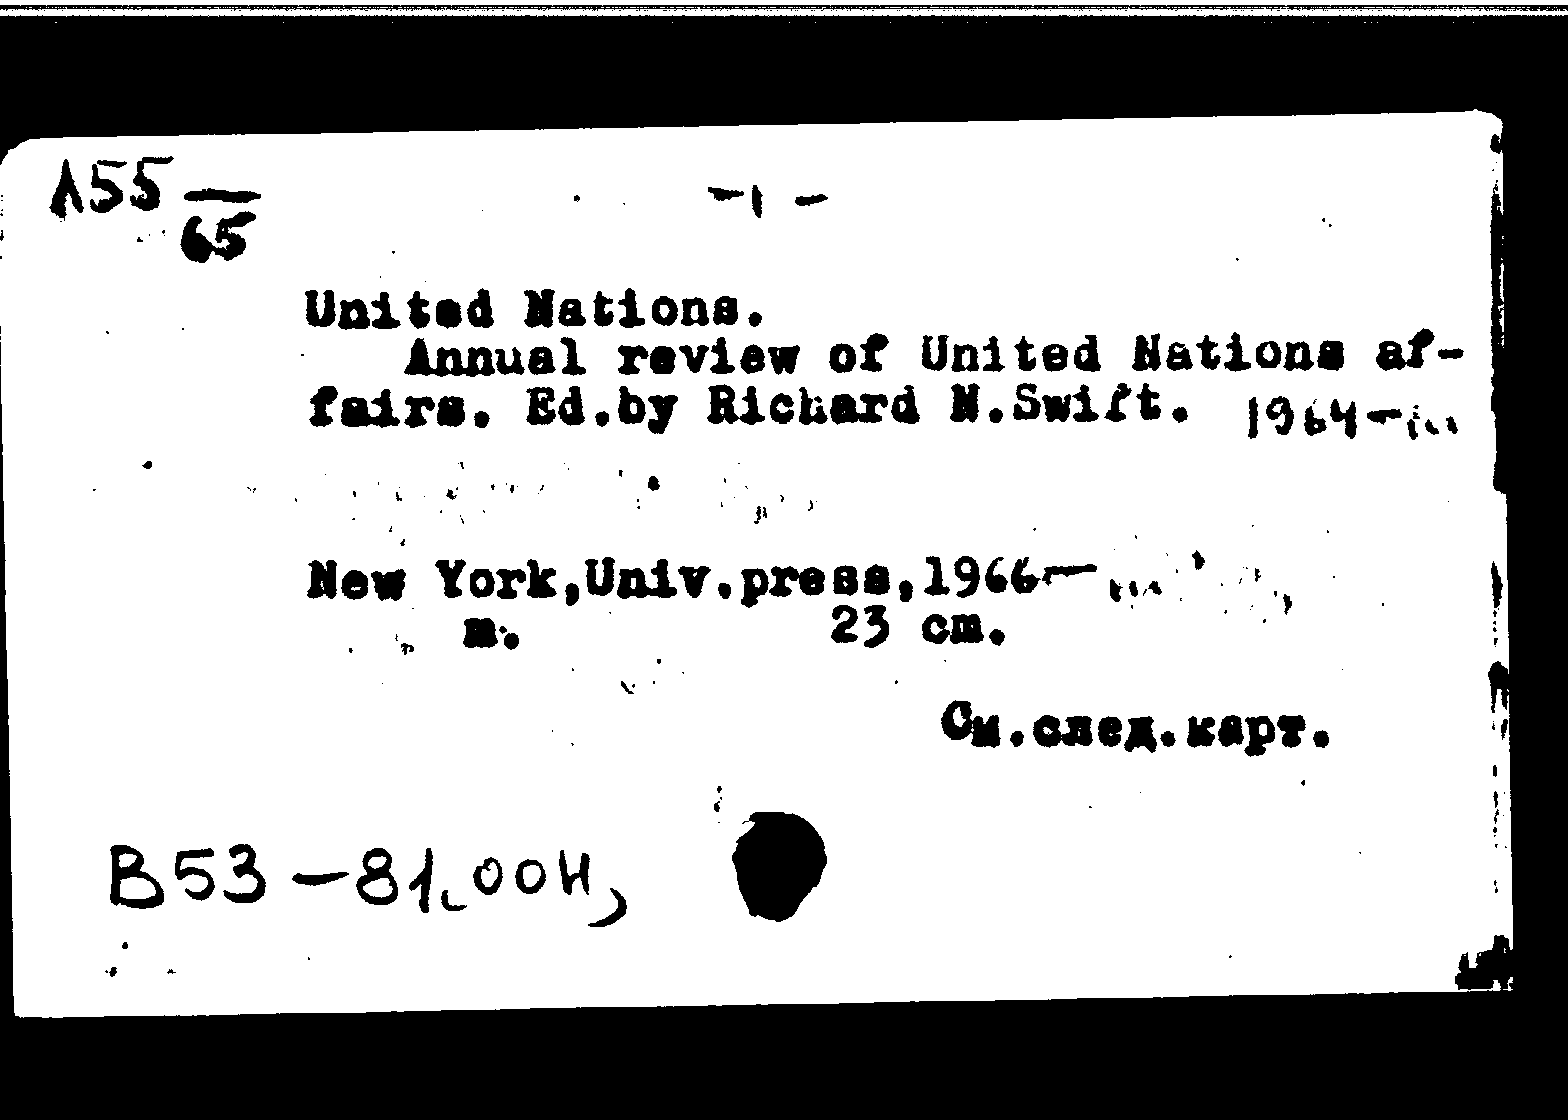 А55 —
65
- 1 -
United Nations.
Annual review of United Nations af-
fairs. Ed.by Richard N.Swift. 1964 –
New York,Univ.press,1966 –
m. 23 cm.
См.след.карт.
B53 – 81. 00H,